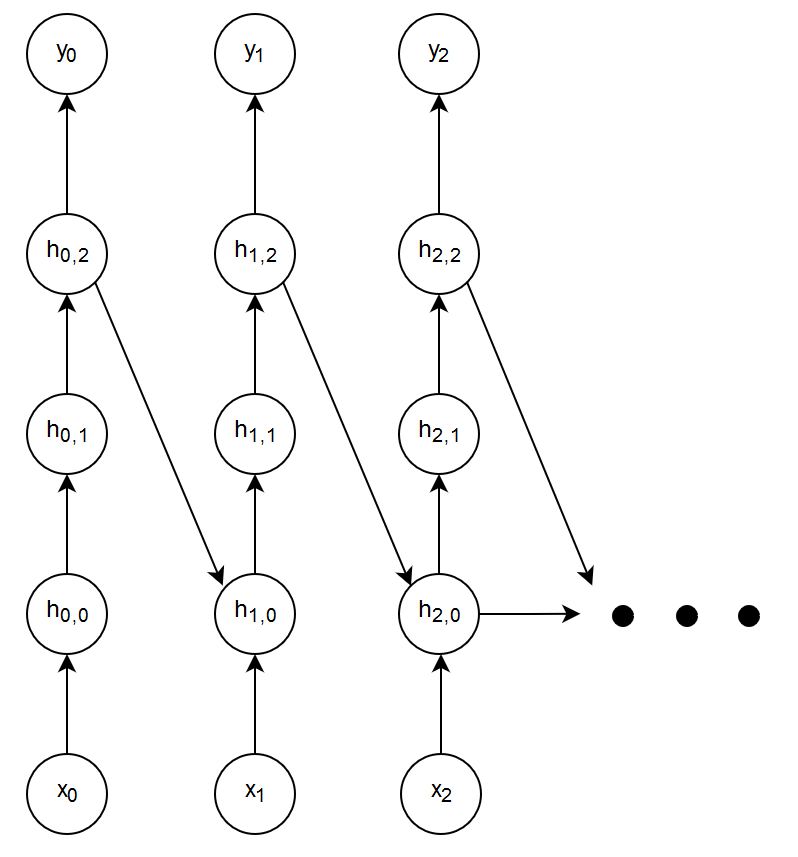 y0 y1 y2
h0,2 h1,2 h2,2
h0,1 h1,1 h2,1
h0,0 h1,0 h2,0
x0 x1 x2